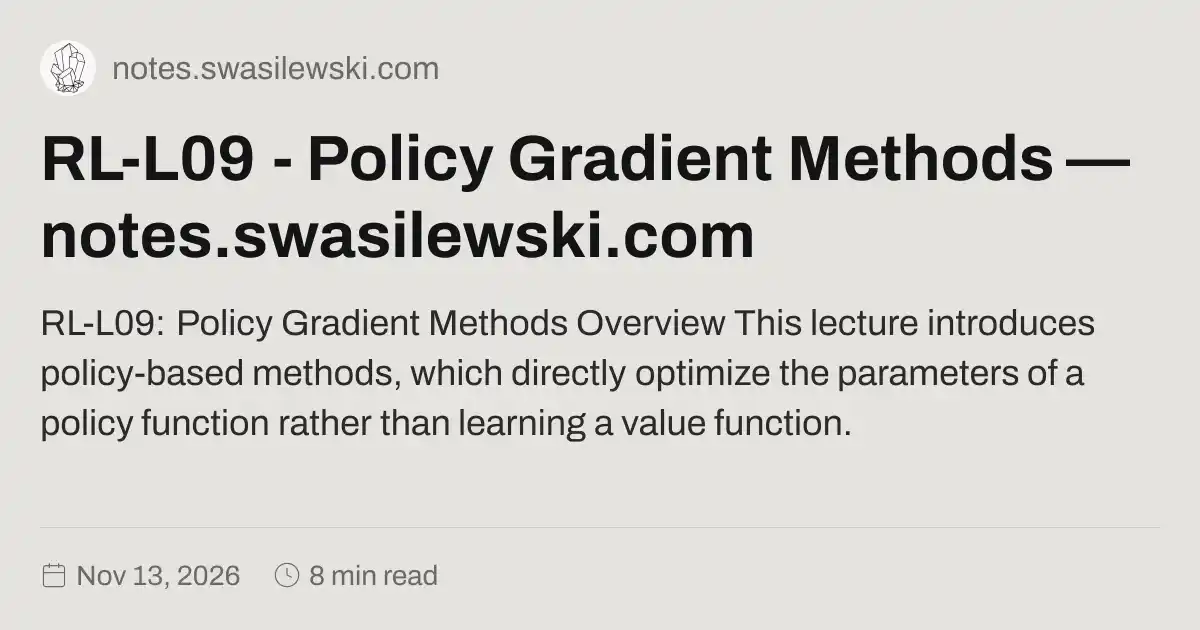 notes.swasilewski.com
RL-L09 - Policy Gradient Methods —
notes.swasilewski.com
RL-L09: Policy Gradient Methods Overview This lecture introduces
policy-based methods, which directly optimize the parameters of a
policy function rather than learning a value function.
Nov 13, 2026 8 min read